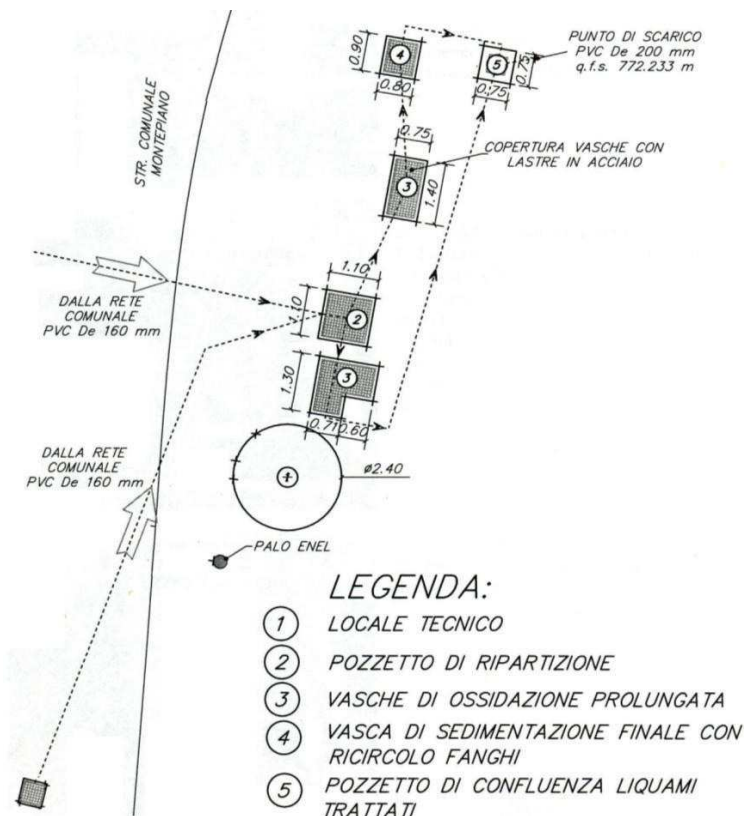 PUNTO DI SCARICO
PVC De 200 mm
q.f.s. 772.233 m
0.90
4
0.80
5
0.75
0.75
STR. COMUNALE
MONTEPIANO
0.75
COPERTURA VASCHE CON
LASTRE IN ACCIAIO
3
1.40
1.10
1.10
2
DALLA RETE
COMUNALE
PVC De 160 mm
1.30
3
0.71
0.60
DALLA RETE
COMUNALE
PVC De 160 mm
1
ø2.40
PALO ENEL
LEGENDA:
1 LOCALE TECNICO
2 POZZETTO DI RIPARTIZIONE
3 VASCHE DI OSSIDAZIONE PROLUNGATA
4 VASCA DI SEDIMENTAZIONE FINALE CON
RICIRCOLO FANGHI
5 POZZETTO DI CONFLUENZA LIQUAMI
TRATTATI